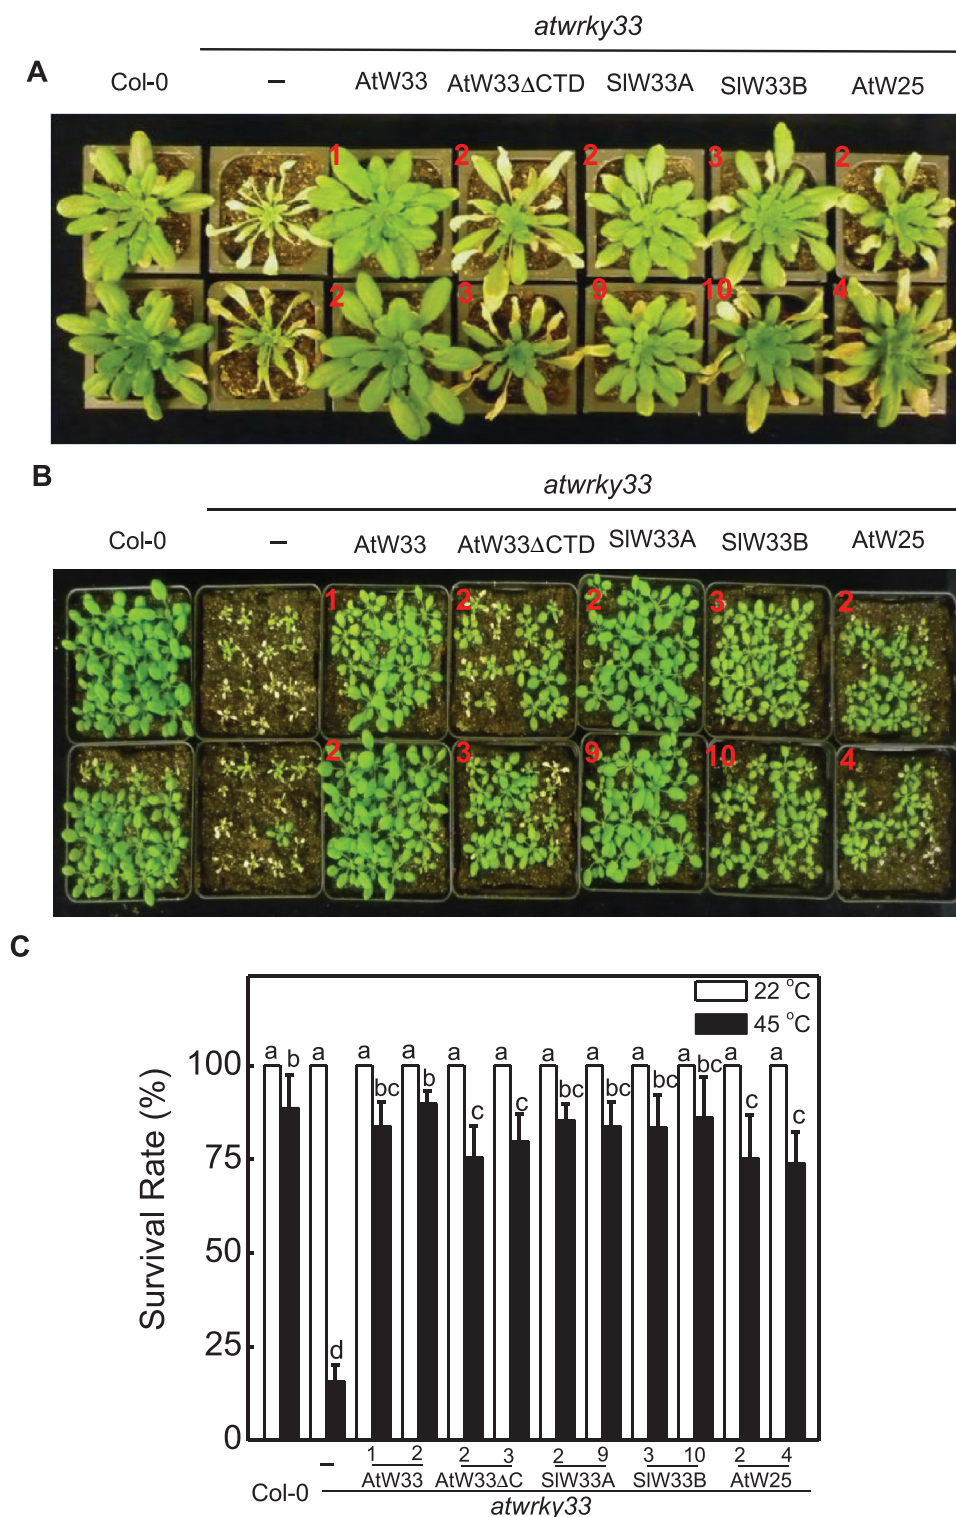 atwrky33
A
Col-0 – AtW33 AtW33ΔCTD SlW33A SlW33B AtW25
1 2 2 3 2
2 3 9 10 4
B
atwrky33
Col-0 – AtW33 AtW33ΔCTD SlW33A SlW33B AtW25
1 2 2 3 2
2 3 9 10 4
C
22 °C
45 °C
a b a a a a a a a a a a a
bc b c c bc bc bc bc c c
d
100
75
50
25
0
Survival Rate (%)
1 2 2 3 2 9 3 10 2 4
– AtW33 AtW33ΔC SlW33A SlW33B AtW25
Col-0
atwrky33